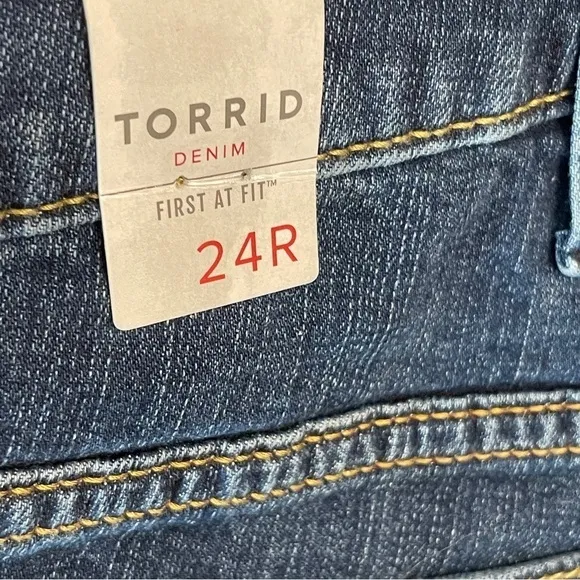 TORRID
DENIM
FIRST AT FIT™
24R